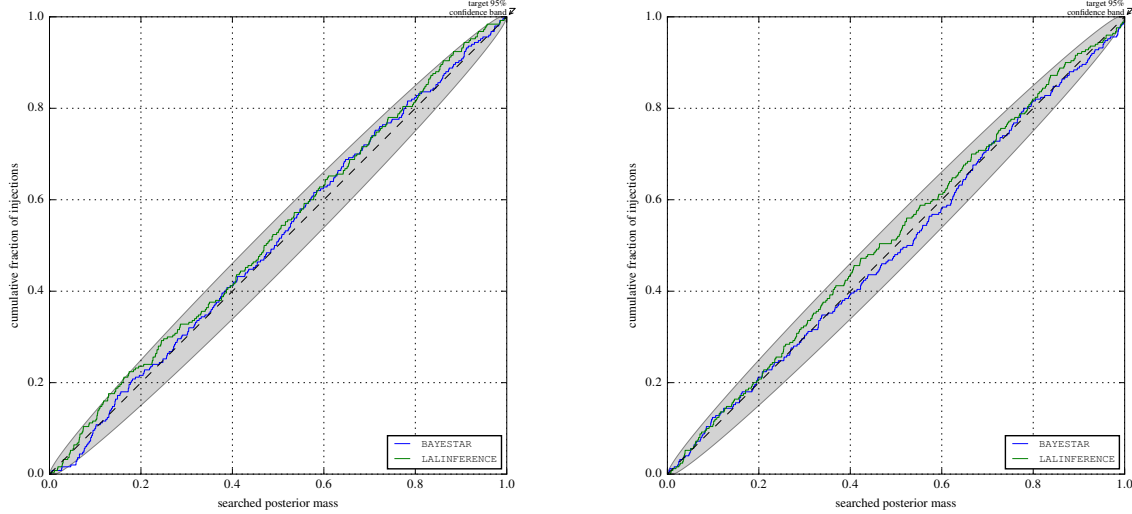 target 95%
confidence band
1.0
0.8
0.6
0.4
0.2
0.0
cumulative fraction of injections
0.0 0.2 0.4 0.6 0.8 1.0
searched posterior mass
BAYESTAR
LALINFERENCE
target 95%
confidence band
1.0
0.8
0.6
0.4
0.2
0.0
cumulative fraction of injections
0.0 0.2 0.4 0.6 0.8 1.0
searched posterior mass
BAYESTAR
LALINFERENCE